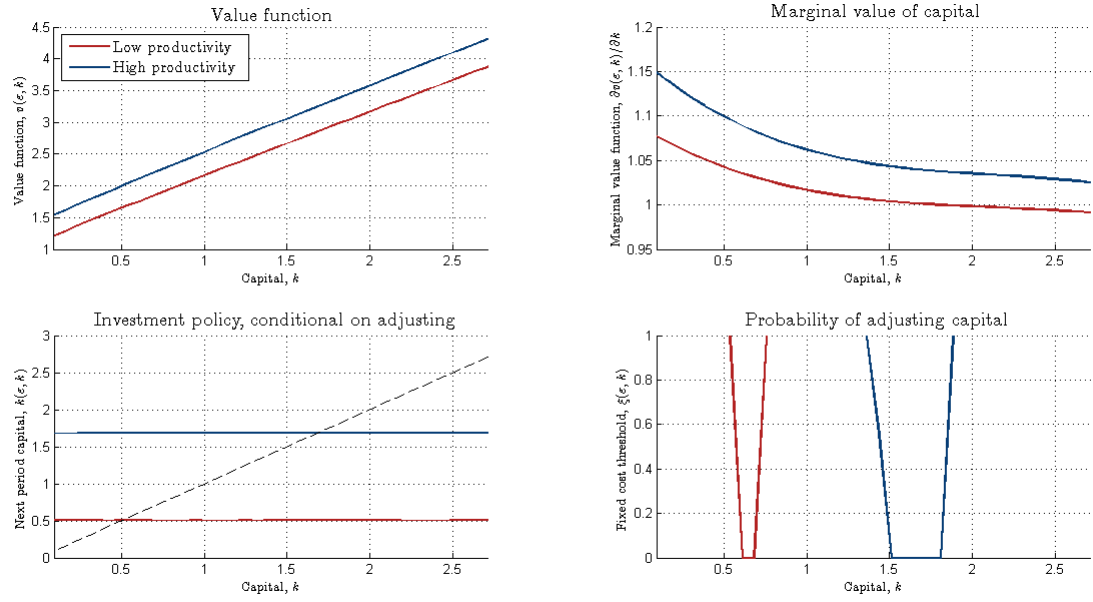 Value function
Value function, v(ϵ, k)
4.5
4
3.5
3
2.5
2
1.5
1
Low productivity
High productivity
0.5 1 1.5 2 2.5
Capital, k
Marginal value of capital
Marginal value function, ∂v(ϵ, k)/∂k
1.2
1.15
1.1
1.05
1
0.95
0.5 1 1.5 2 2.5
Capital, k
Investment policy, conditional on adjusting
Next period capital, k(ϵ, k)
3
2.5
2
1.5
1
0.5
0
0.5 1 1.5 2 2.5
Capital, k
Probability of adjusting capital
Fixed cost threshold, ξ(ϵ, k)
1
0.8
0.6
0.4
0.2
0
0.5 1 1.5 2 2.5
Capital, k